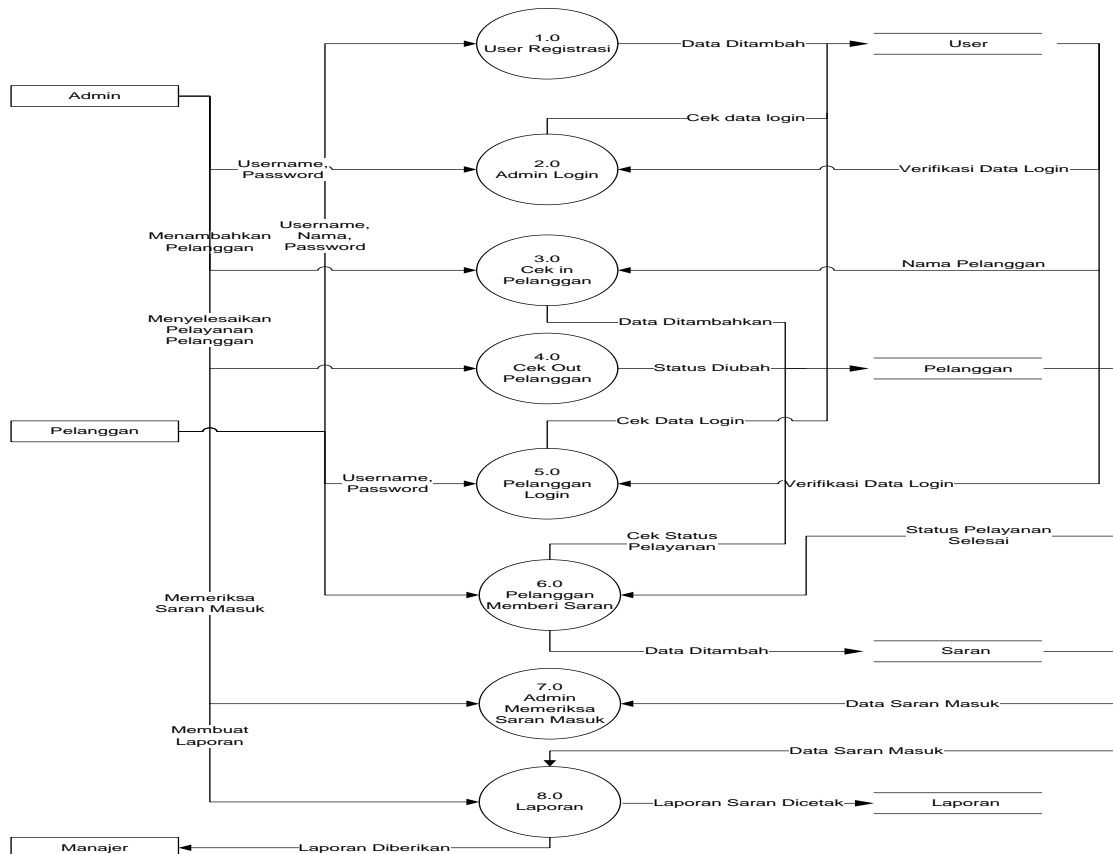 1.0
User Registrasi
Data Ditambah
User
Admin
Cek data login
Username,
Password
2.0
Admin Login
Verifikasi Data Login
Menambahkan
Pelanggan
Username,
Nama,
Password
3.0
Cek in
Pelanggan
Nama Pelanggan
Data Ditambahkan
Menyelesaikan
Pelayanan
Pelanggan
4.0
Cek Out
Pelanggan
Status Diubah
Pelanggan
Cek Data Login
Pelanggan
Username,
Password
5.0
Pelanggan
Login
Verifikasi Data Login
Cek Status
Pelayanan
Status Pelayanan
Selesai
6.0
Pelanggan
Memberi Saran
Memeriksa
Saran Masuk
Data Ditambah
Saran
7.0
Admin
Memeriksa
Saran Masuk
Data Saran Masuk
Membuat
Laporan
Data Saran Masuk
8.0
Laporan
Laporan Saran Dicetak
Laporan
Manajer
Laporan Diberikan